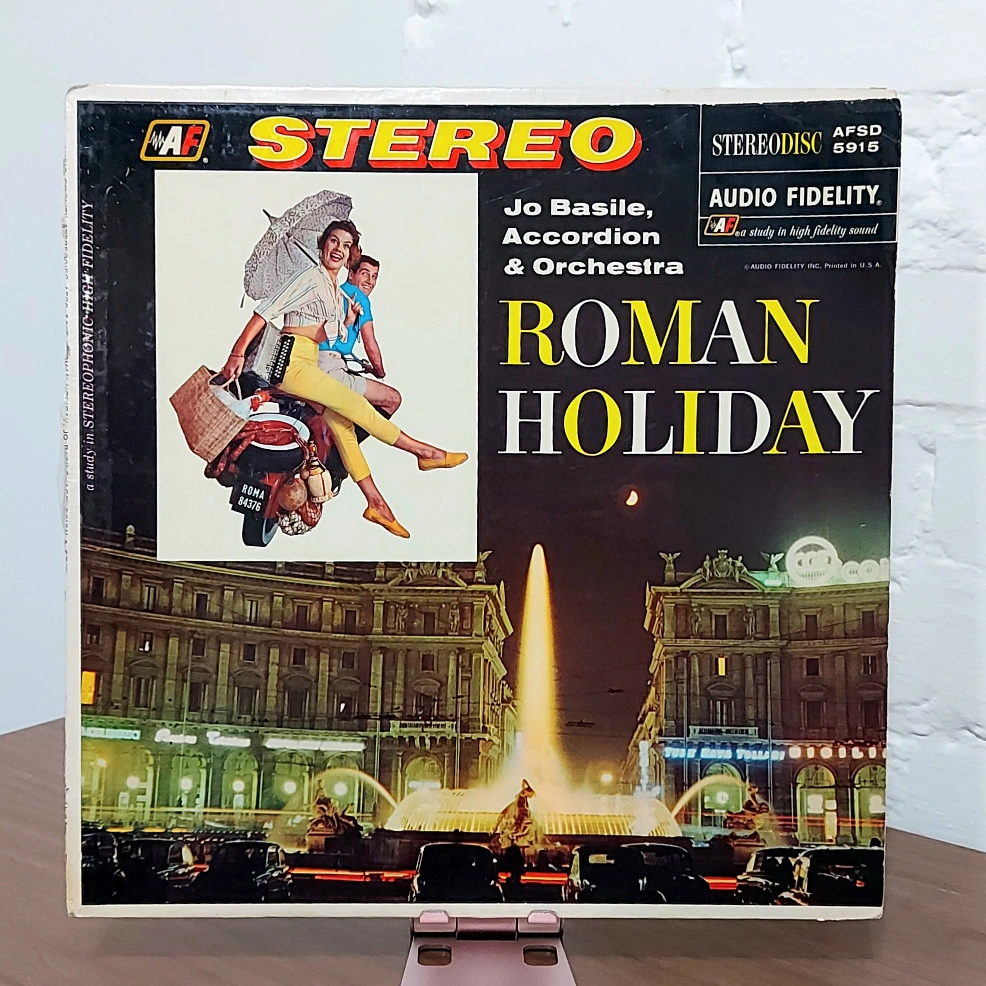 AF®
STEREO
STEREODISC
AFSD
5915
AUDIO FIDELITY®
AF® a study in high fidelity sound
© AUDIO FIDELITY INC, Printed in U.S.A.
Jo Basile,
Accordion
& Orchestra
ROMAN
HOLIDAY
a study in STEREOPHONIC·HIGH·FIDELITY
ROMA
84376